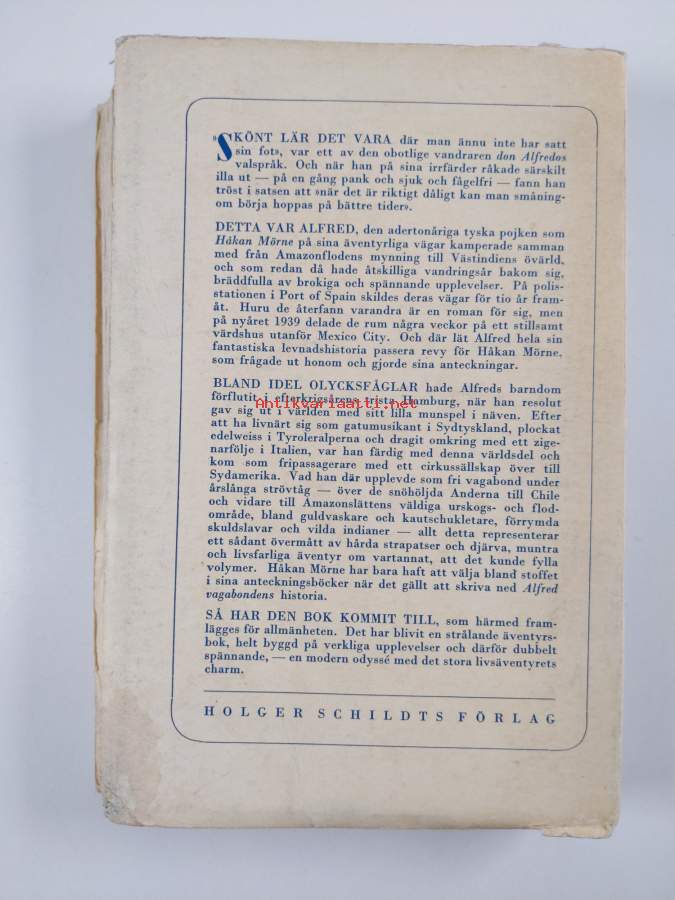 »SKÖNT LÄR DET VARA där man ännu inte har satt
sin fot», var ett av den obotlige vandraren don Alfredos
valspråk. Och när han på sina irrfärder råkade särskilt
illa ut — på en gång pank och sjuk och fågelfri — fann han
tröst i satsen att »när det är riktigt dåligt kan man småning-
om börja hoppas på bättre tider».
DETTA VAR ALFRED, den adertonåriga tyska pojken som
Håkan Mörne på sina äventyrliga vägar kamperade samman
med från Amazonflodens mynning till Västindiens övärld,
och som redan då hade åtskilliga vandringsår bakom sig,
bräddfulla av brokiga och spännande upplevelser. På polis-
stationen i Port of Spain skildes deras vägar för tio år fram-
åt. Huru de återfann varandra är en roman för sig, men
på nyåret 1939 delade de rum några veckor på ett stillsamt
värdshus utanför Mexico City. Och där lät Alfred hela sin
fantastiska levnadshistoria passera revy för Håkan Mörne,
som frågade ut honom och gjorde sina anteckningar.
BLAND IDEL OLYCKSFÅGLAR hade Alfreds barndom
förflutit i efterkrigsårens trista Hamburg, när han resolut
gav sig ut i världen med sitt lilla munspel i näven. Efter
att ha livnärt sig som gatumusikant i Sydtyskland, plockat
edelweiss i Tyroleralperna och dragit omkring med ett zige-
narfölje i Italien, var han färdig med denna världsdel och
kom som fripassagerare med ett cirkussällskap över till
Sydamerika. Vad han där upplevde som fri vagabond under
årslånga strövtåg — över de snöhöljda Anderna till Chile
och vidare till Amazonslättens väldiga urskogs- och flod-
område, bland guldvaskare och kautschukletare, förrymda
skuldslavar och vilda indianer — allt detta representerar
ett sådant övermått av hårda strapatser och djärva, muntra
och livsfarliga äventyr om vartannat, att det kunde fylla
volymer. Håkan Mörne har bara haft att välja bland stoffet
i sina anteckningsböcker när det gällt att skriva ned Alfred
vagabondens historia.
SÅ HAR DEN BOK KOMMIT TILL, som härmed fram-
lägges för allmänheten. Det har blivit en strålande äventyrs-
bok, helt byggd på verkliga upplevelser och därför dubbelt
spännande, — en modern odyssé med det stora livsäventyrets
charm.
HOLGER SCHILDTS FÖRLAG
Antikvariaatti.net